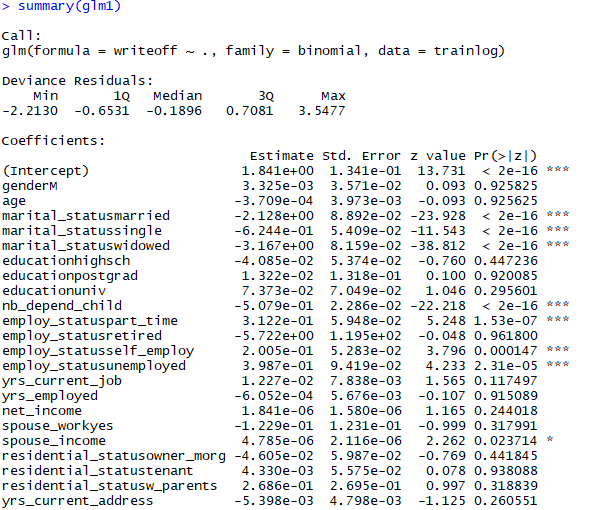 > summary(glm1)
Call:
glm(formula = writeoff ~ ., family = binomial, data = trainlog)
Deviance Residuals:
Min 1Q Median 3Q Max
-2.2130 -0.6531 -0.1896 0.7081 3.5477
Coefficients:
Estimate Std. Error z value Pr(>|z|)
(Intercept) 1.841e+00 1.341e-01 13.731 < 2e-16 ***
genderM 3.325e-03 3.571e-02 0.093 0.925825
age -3.709e-04 3.973e-03 -0.093 0.925625
marital_statusmarried -2.128e+00 8.892e-02 -23.928 < 2e-16 ***
marital_statussingle -6.244e-01 5.409e-02 -11.543 < 2e-16 ***
marital_statuswidowed -3.167e+00 8.159e-02 -38.812 < 2e-16 ***
educationhighsch -4.085e-02 5.374e-02 -0.760 0.447236
educationpostgrad 1.322e-02 1.318e-01 0.100 0.920085
educationuniv 7.373e-02 7.049e-02 1.046 0.295601
nb_depend_child -5.079e-01 2.286e-02 -22.218 < 2e-16 ***
employ_statuspart_time 3.122e-01 5.948e-02 5.248 1.53e-07 ***
employ_statusretired -5.722e+00 1.195e+02 -0.048 0.961800
employ_statusself_employ 2.005e-01 5.283e-02 3.796 0.000147 ***
employ_statusunemployed 3.987e-01 9.419e-02 4.233 2.31e-05 ***
yrs_current_job 1.227e-02 7.838e-03 1.565 0.117497
yrs_employed -6.052e-04 5.676e-03 -0.107 0.915089
net_income 1.841e-06 1.580e-06 1.165 0.244018
spouse_workyes -1.229e-01 1.231e-01 -0.999 0.317991
spouse_income 4.785e-06 2.116e-06 2.262 0.023714 *
residential_statusowner_morg -4.605e-02 5.987e-02 -0.769 0.441845
residential_statustenant 4.330e-03 5.575e-02 0.078 0.938088
residential_statusw_parents 2.686e-01 2.695e-01 0.997 0.318839
yrs_current_address -5.398e-03 4.798e-03 -1.125 0.260551